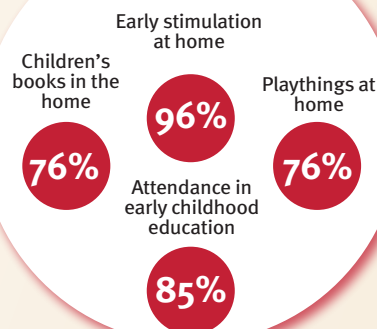 Early stimulation
at home
96%
Children's
books in the
home
76%
Playthings at
home
76%
Attendance in
early childhood
education
85%